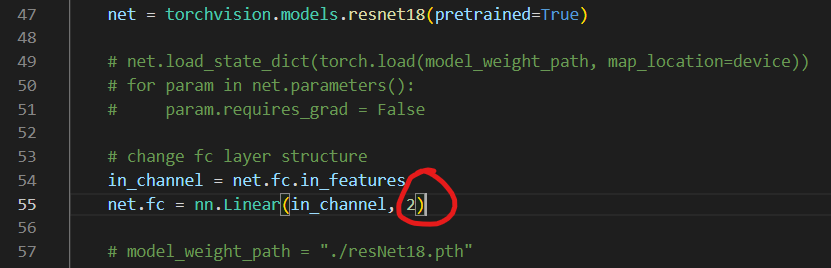 47 net = torchvision.models.resnet18(pretrained=True)
48
49 # net.load_state_dict(torch.load(model_weight_path, map_location=device))
50 # for param in net.parameters():
51 #     param.requires_grad = False
52
53 # change fc layer structure
54 in_channel = net.fc.in_features
55 net.fc = nn.Linear(in_channel, 2)
56
57 # model_weight_path = "./resNet18.pth"